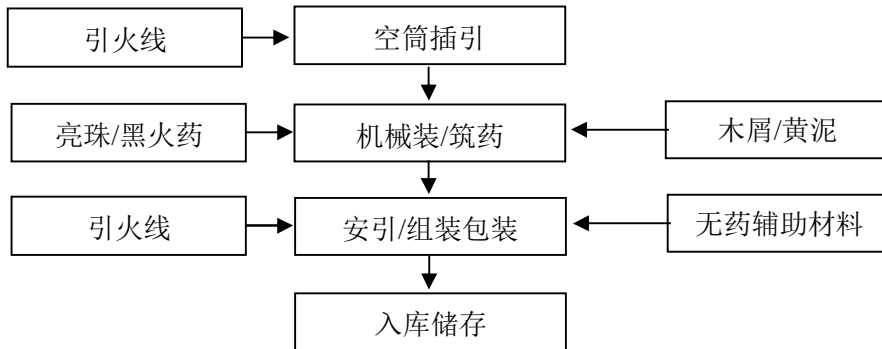 引火线
空筒插引
亮珠/黑火药
机械装/筑药
木屑/黄泥
引火线
安引/组装包装
无药辅助材料
入库储存